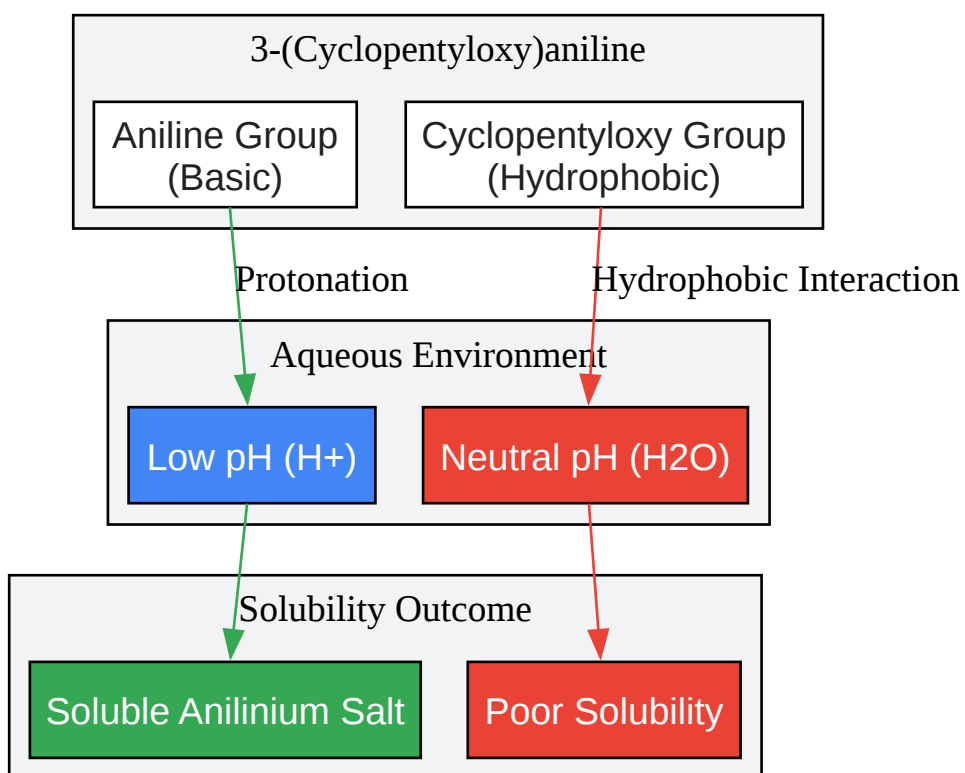 3-(Cyclopentyloxy)aniline
Aniline Group
(Basic)
Cyclopentyloxy Group
(Hydrophobic)
Protonation
Hydrophobic Interaction
Aqueous Environment
Low pH (H+)
Neutral pH (H2O)
Solubility Outcome
Soluble Anilinium Salt
Poor Solubility